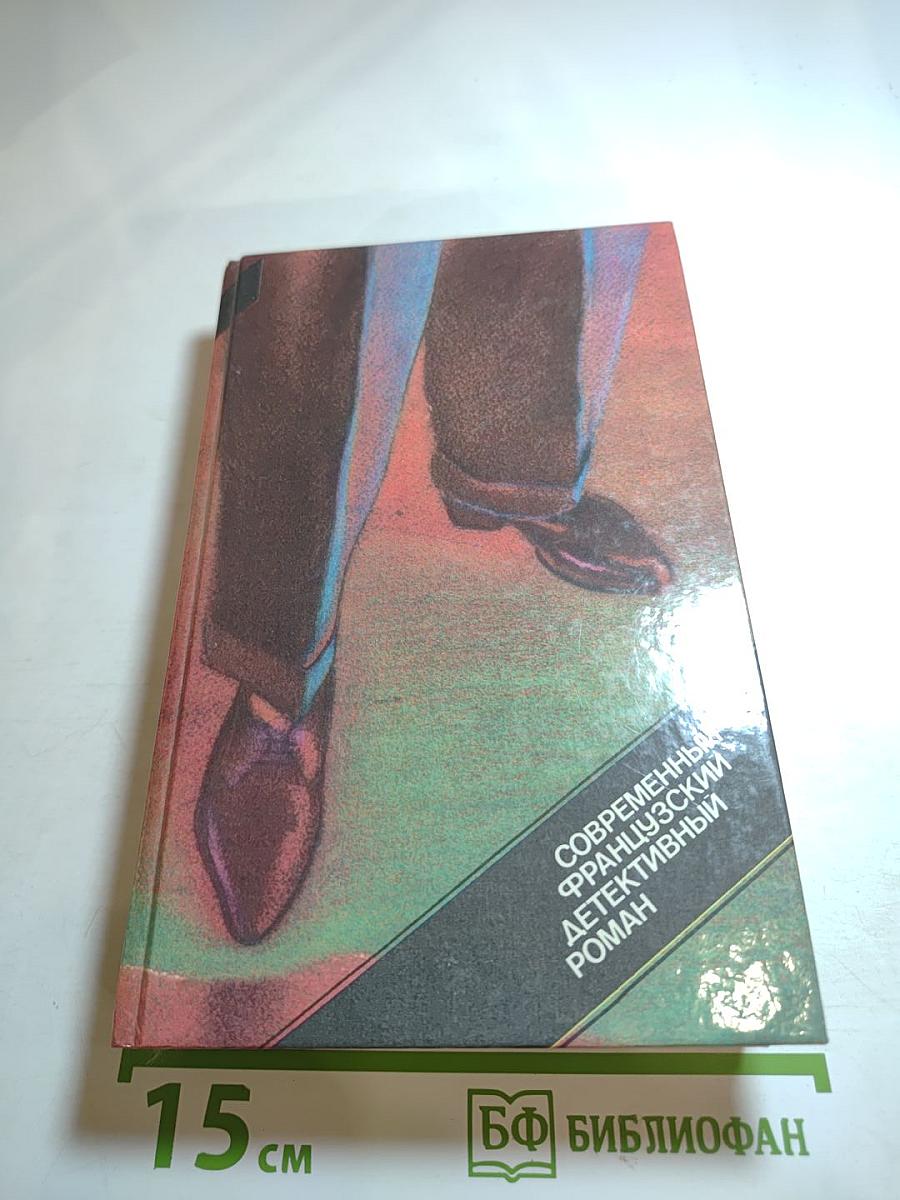 СОВРЕМЕННЫЙ
ФРАНЦУЗСКИЙ
ДЕТЕКТИВНЫЙ
РОМАН
15 см
БФ БИБЛИОФАН